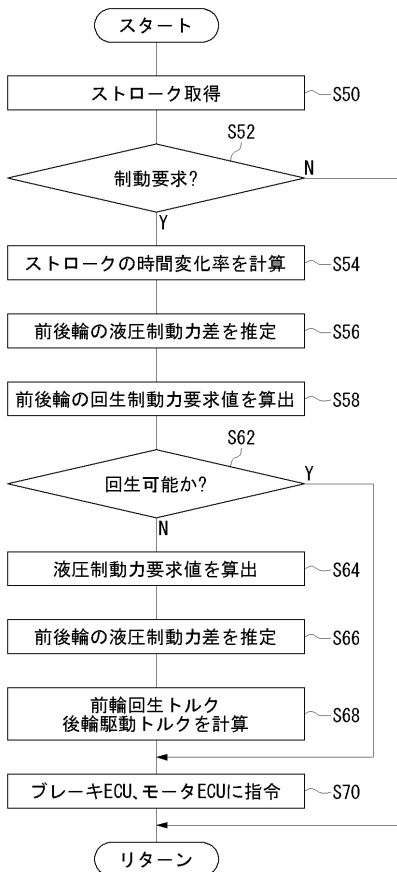 スタート
ストローク取得
S50
S52
制動要求?
N
Y
ストロークの時間変化率を計算
S54
前後輪の液圧制動力差を推定
S56
前後輪の回生制動力要求値を算出
S58
S62
回生可能か?
Y
N
液圧制動力要求値を算出
S64
前後輪の液圧制動力差を推定
S66
前輪回生トルク
後輪駆動トルクを計算
S68
ブレーキECU、モータECUに指令
S70
リターン